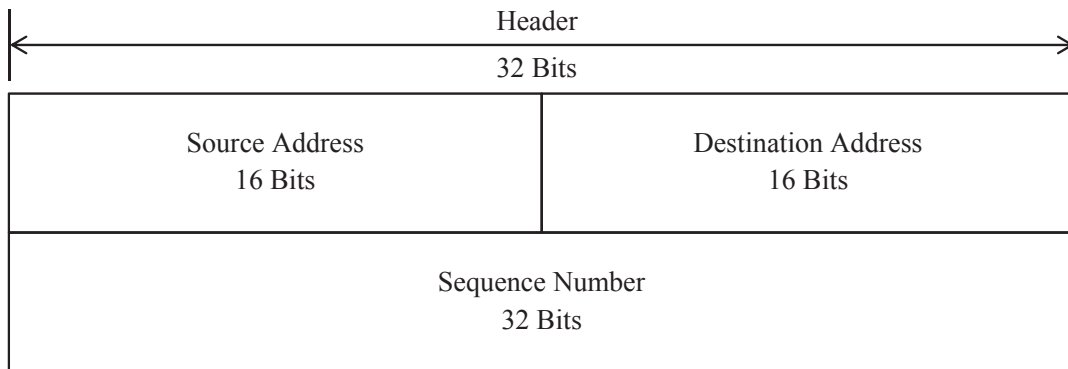 Header
32 Bits
Source Address
16 Bits
Destination Address
16 Bits
Sequence Number
32 Bits